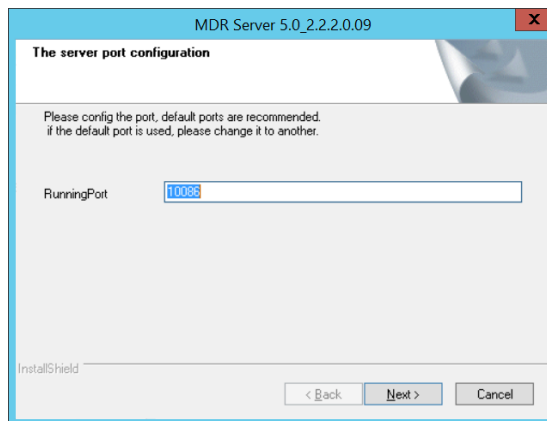 MDR Server 5.0_2.2.2.0.09
X
The server port configuration
Please config the port, default ports are recommended.
if the default port is used, please change it to another.
RunningPort 10086
InstallShield
< Back Next > Cancel